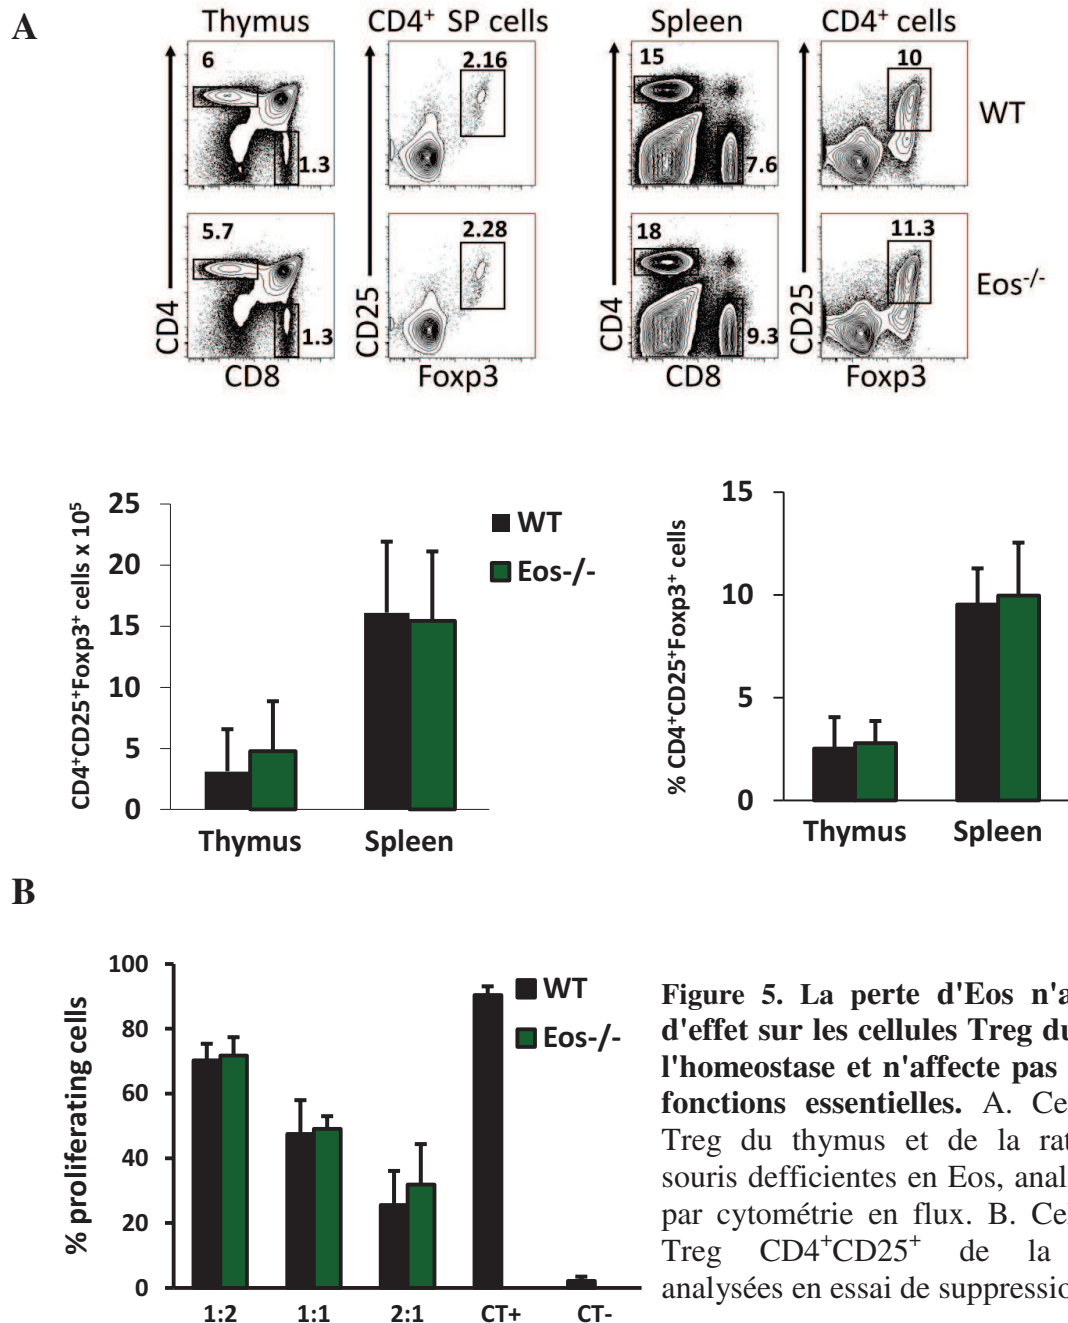 A
Thymus
CD4⁺ SP cells
Spleen
CD4⁺ cells
6
2.16
15
10
WT
1.3
7.6
5.7
2.28
18
11.3
Eos⁻/⁻
1.3
9.3
CD4
CD25
CD4
CD25
CD8
Foxp3
CD8
Foxp3
CD4⁺CD25⁺Foxp3⁺ cells x 10⁵
25
20
15
10
5
0
WT
Eos-/-
Thymus
Spleen
% CD4⁺CD25⁺Foxp3⁺ cells
15
10
5
0
Thymus
Spleen
B
% proliferating cells
100
80
60
40
20
0
WT
Eos-/-
1:2
1:1
2:1
CT+
CT-
Figure 5. La perte d'Eos n'a
d'effet sur les cellules Treg du
l'homeostase et n'affecte pas
fonctions essentielles. A. Ce
Treg du thymus et de la rat
souris defficientes en Eos, anal
par cytométrie en flux. B. Ce
Treg CD4⁺CD25⁺ de la
analysées en essai de suppressio